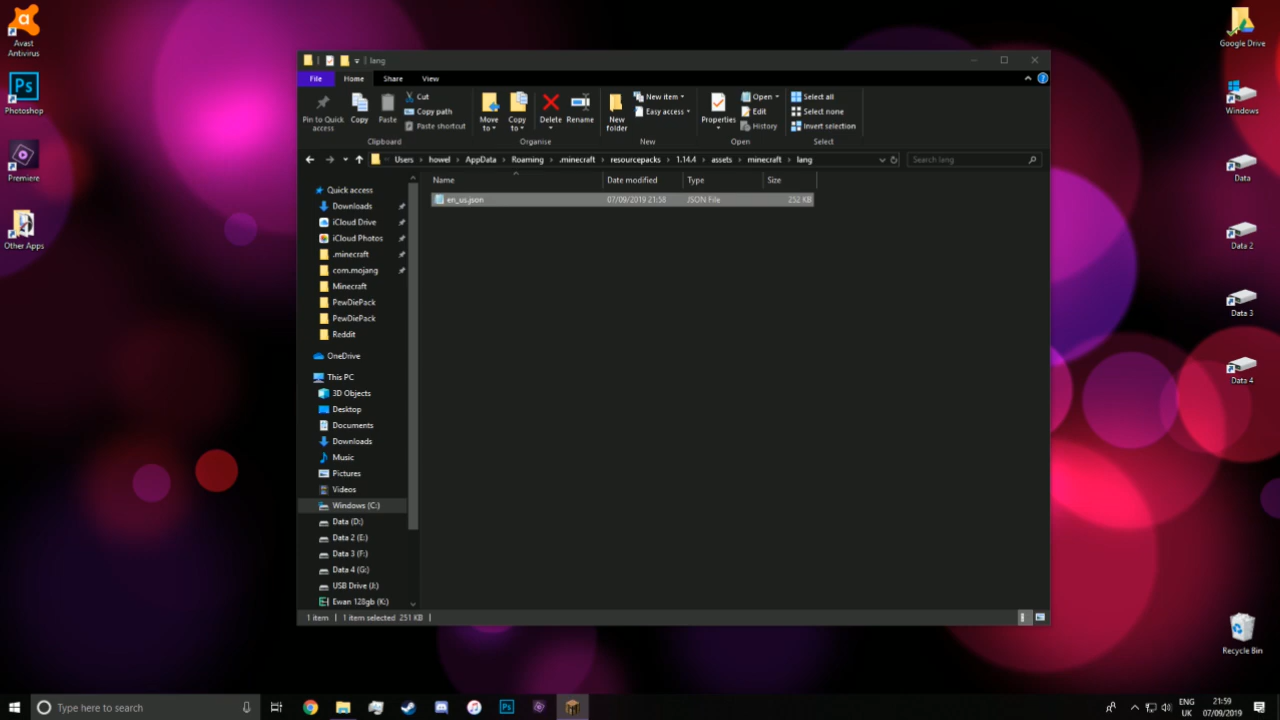 Avast
Antivirus
Ps
Photoshop
Premiere
Other Apps
lang
File Home Share View
Pin to Quick
access
Copy
Paste
Cut
Copy path
Paste shortcut
Clipboard
Move
to
Copy
to
Delete
Rename
Organise
New
folder
New item
Easy access
New
Properties
Open
Edit
History
Open
Select all
Select none
Invert selection
Select
Users howel AppData Roaming .minecraft resourcepacks 1.14.4 assets minecraft lang
Search lang
Name Date modified Type Size
en_us.json 07/09/2019 21:58 JSON File 252 KB
Quick access
Downloads
iCloud Drive
iCloud Photos
.minecraft
com.mojang
Minecraft
PewDiePack
PewDiePack
Reddit
OneDrive
This PC
3D Objects
Desktop
Documents
Downloads
Music
Pictures
Videos
Windows (C:)
Data (D:)
Data 2 (E:)
Data 3 (F:)
Data 4 (G:)
USB Drive (J:)
Ewan 128gb (K:)
1 item 1 item selected 251 KB
Google Drive
Windows
Data
Data 2
Data 3
Data 4
Recycle Bin
Type here to search
Ps
ENG
UK
21:59
07/09/2019